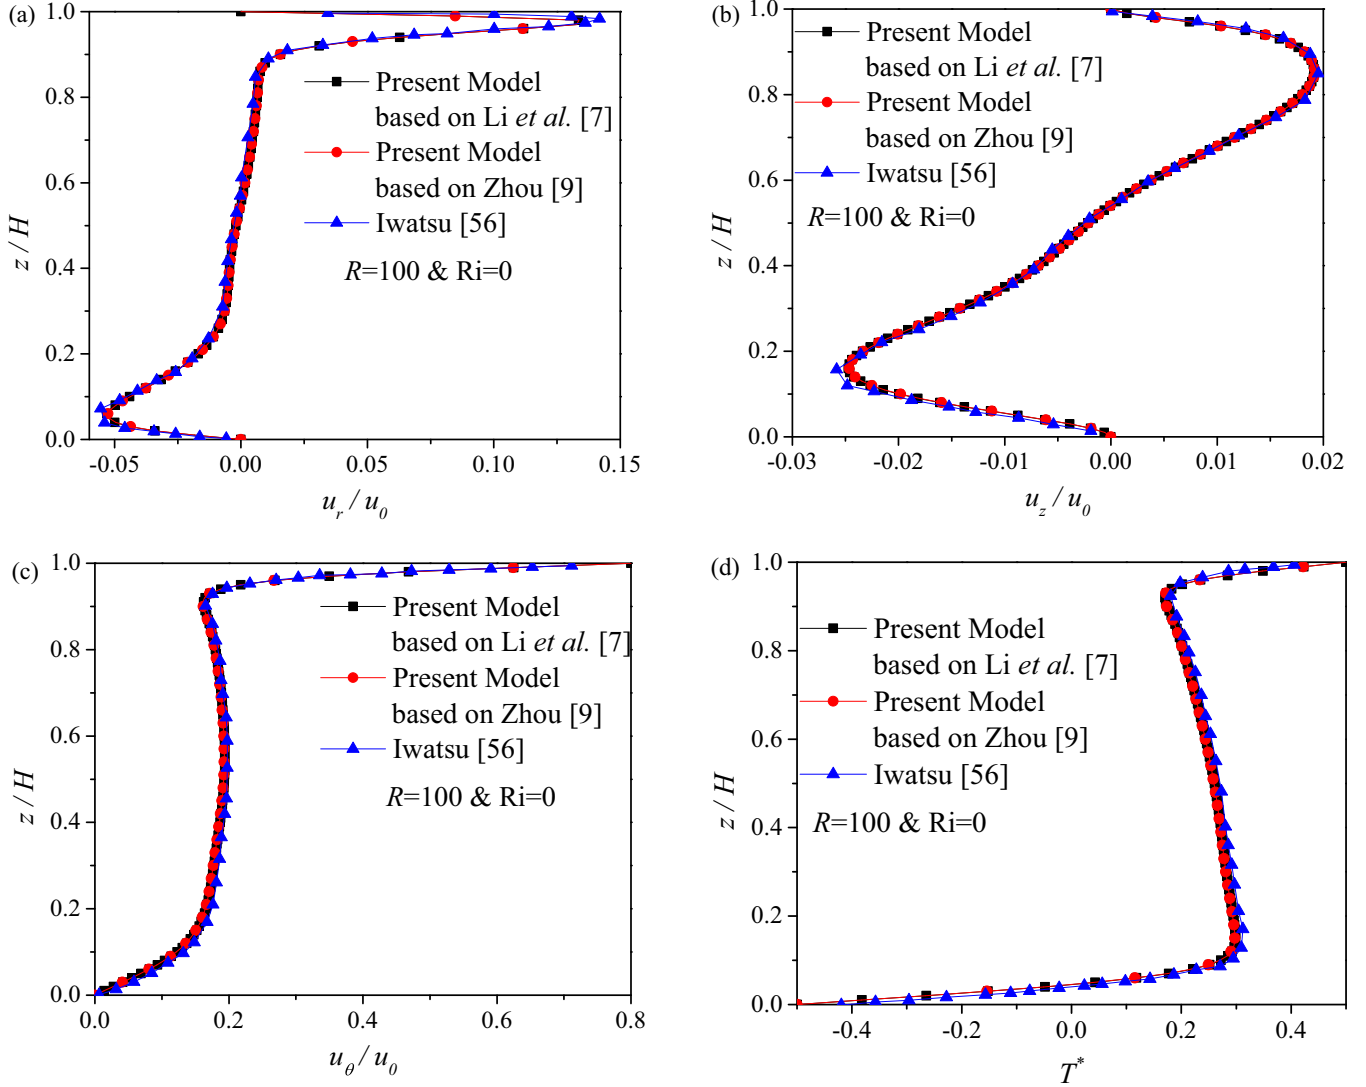 (a)
1.0
0.8
0.6
0.4
0.2
0.0
z / H
Present Model
based on Li et al. [7]
Present Model
based on Zhou [9]
Iwatsu [56]
R=100 & Ri=0
-0.05
0.00
0.05
0.10
0.15
u_r / u_0
(b)
1.0
0.8
0.6
0.4
0.2
0.0
z / H
Present Model
based on Li et al. [7]
Present Model
based on Zhou [9]
Iwatsu [56]
R=100 & Ri=0
-0.03
-0.02
-0.01
0.00
0.01
0.02
u_z / u_0
(c)
1.0
0.8
0.6
0.4
0.2
0.0
z / H
Present Model
based on Li et al. [7]
Present Model
based on Zhou [9]
Iwatsu [56]
R=100 & Ri=0
0.0
0.2
0.4
0.6
0.8
u_θ / u_0
(d)
1.0
0.8
0.6
0.4
0.2
0.0
z / H
Present Model
based on Li et al. [7]
Present Model
based on Zhou [9]
Iwatsu [56]
R=100 & Ri=0
-0.4
-0.2
0.0
0.2
0.4
T*